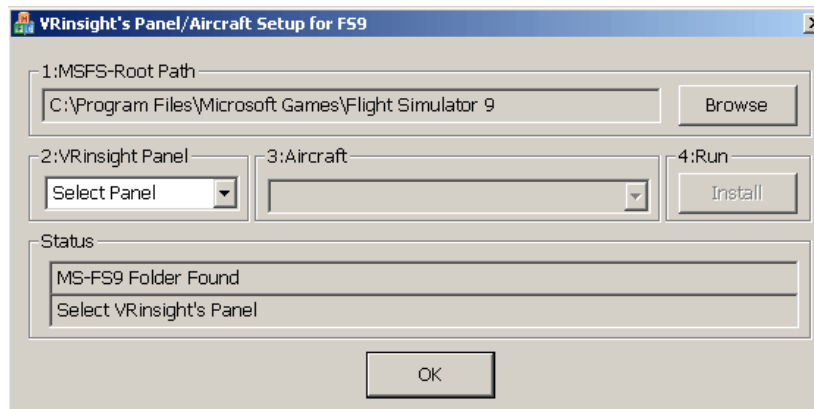 VRinsight's Panel/Aircraft Setup for FS9
1:MSFS-Root Path
C:\Program Files\Microsoft Games\Flight Simulator 9
Browse
2:VRinsight Panel
3:Aircraft
4:Run
Select Panel
Install
Status
MS-FS9 Folder Found
Select VRinsight's Panel
OK